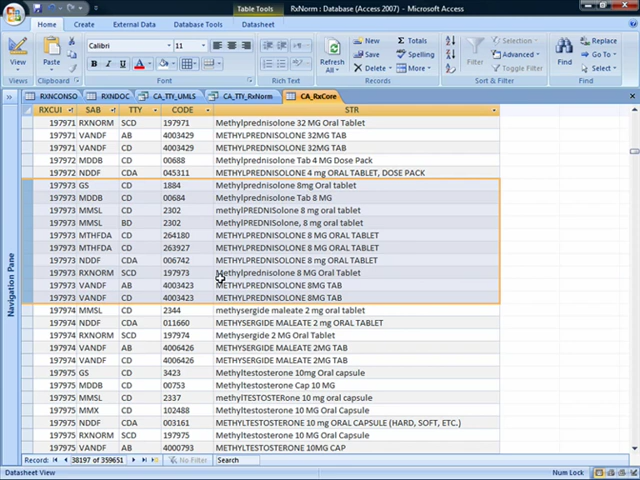 Table Tools
RxNorm : Database (Access 2007) - Microsoft Access
Home Create External Data Database Tools Datasheet
View
Paste
Calibri 11
B I U
Refresh All
New
Save
Delete
Totals
Spelling
More
Filter
Selection
Advanced
Toggle Filter
Find
Replace
Go To
Select
Views Clipboard Font Rich Text Records Sort & Filter Find
RXNCONSO RXNDOC CA_TTY_UMLS CA_TTY_RxNorm CA_RxCore
RXCUI SAB TTY CODE STR
197971 RXNORM SCD 197971 Methylprednisolone 32 MG Oral Tablet
197971 VANDF AB 4003429 METHYLPREDNISOLONE 32MG TAB
197971 VANDF CD 4003429 METHYLPREDNISOLONE 32MG TAB
197972 MDDB CD 00688 Methylprednisolone Tab 4 MG Dose Pack
197972 NDDF CDA 045311 METHYLPREDNISOLONE 4 mg ORAL TABLET, DOSE PACK
197973 GS CD 1884 Methylprednisolone 8mg Oral tablet
197973 MDDB CD 00684 Methylprednisolone Tab 8 MG
197973 MMSL CD 2302 methylPREDNISolone 8 mg oral tablet
197973 MMSL BD 2302 Methylprednisolone, 8 mg oral tablet
197973 MTHFDA CD 264180 METHYLPREDNISOLONE 8 MG ORAL TABLET
197973 MTHFDA CD 263927 METHYLPREDNISOLONE 8 MG ORAL TABLET
197973 NDDF CDA 006742 METHYLPREDNISOLONE 8 mg ORAL TABLET
197973 RXNORM SCD 197973 Methylprednisolone 8 MG Oral Tablet
197973 VANDF AB 4003423 METHYLPREDNISOLONE 8MG TAB
197973 VANDF CD 4003423 METHYLPREDNISOLONE 8MG TAB
197974 MMSL CD 2344 methysergide maleate 2 mg oral tablet
197974 NDDF CDA 011660 METHYSERGIDE MALEATE 2 mg ORAL TABLET
197974 RXNORM SCD 197974 Methysergide 2 MG Oral Tablet
197974 VANDF AB 4006426 METHYSERGIDE MALEATE 2MG TAB
197974 VANDF CD 4006426 METHYSERGIDE MALEATE 2MG TAB
197975 GS CD 3423 Methyltestosterone 10mg Oral capsule
197975 MDDB CD 00753 Methyltestosterone Cap 10 MG
197975 MMSL CD 2337 methylTESTOSTERone 10 mg oral capsule
197975 MMX CD 102488 Methyltestosterone 10 MG Oral Capsule
197975 NDDF CDA 003161 METHYLTESTOSTERONE 10 mg ORAL CAPSULE (HARD, SOFT, ETC.)
197975 RXNORM SCD 197975 Methyltestosterone 10 MG Oral Capsule
197975 VANDF AB 4000793 METHYLTESTOSTERONE 10MG CAP
Navigation Pane
Record: 38197 of 359651 No Filter Search
Datasheet View Num Lock